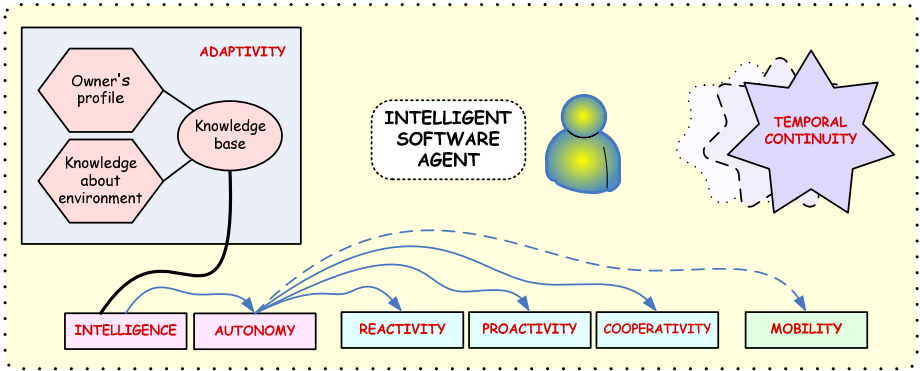 ADAPTIVITY
Owner's
profile
Knowledge
base
Knowledge
about
environment
INTELLIGENT
SOFTWARE
AGENT
TEMPORAL
CONTINUITY
INTELLIGENCE
AUTONOMY
REACTIVITY
PROACTIVITY
COOPERATIVITY
MOBILITY